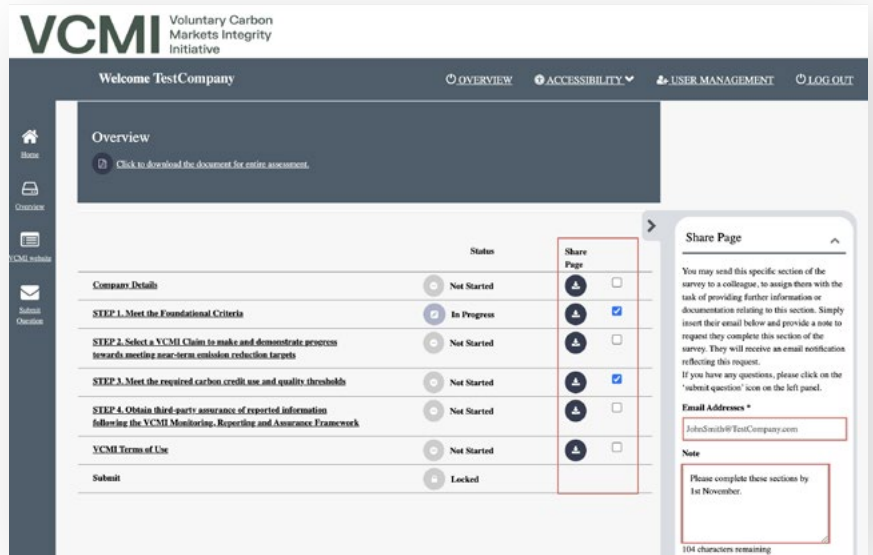 VCMI
Voluntary Carbon
Markets Integrity
Initiative
Welcome TestCompany
OVERVIEW
ACCESSIBILITY
USER MANAGEMENT
LOG OUT
Home
Overview
VCMI website
Submit
Question
Overview
Click to download the document for entire assessment.
Status
Share
Page
Company Details
Not Started
STEP 1. Meet the Foundational Criteria
In Progress
STEP 2. Select a VCMI Claim to make and demonstrate progress
towards meeting near-term emission reduction targets
Not Started
STEP 3. Meet the required carbon credit use and quality thresholds
Not Started
STEP 4. Obtain third-party assurance of reported information
following the VCMI Monitoring, Reporting and Assurance Framework
Not Started
VCMI Terms of Use
Not Started
Submit
Locked
Share Page
You may send this specific section of the
survey to a colleague, to assign them with the
task of providing further information or
documentation relating to this section. Simply
insert their email below and provide a note to
request they complete this section of the
survey. They will receive an email notification
reflecting this request.
If you have any questions, please click on the
'submit question' icon on the left panel.
Email Addresses *
JohnSmith@TestCompany.com
Note
Please complete these sections by
1st November.
104 characters remaining